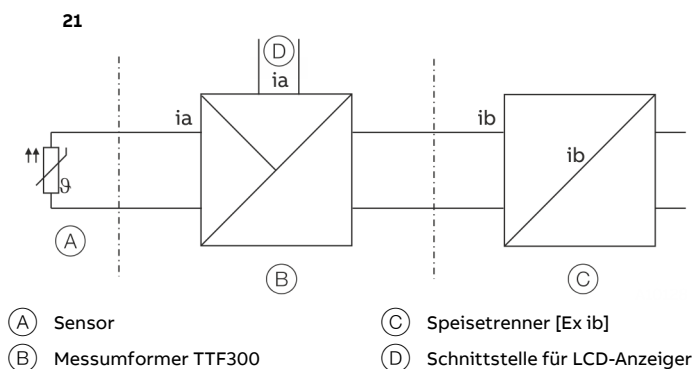 21
D
ia
ia
ib
ib
ϑ
A
B
C
A Sensor
C Speisetrenner [Ex ib]
B Messumformer TTF300
D Schnittstelle für LCD-Anzeiger